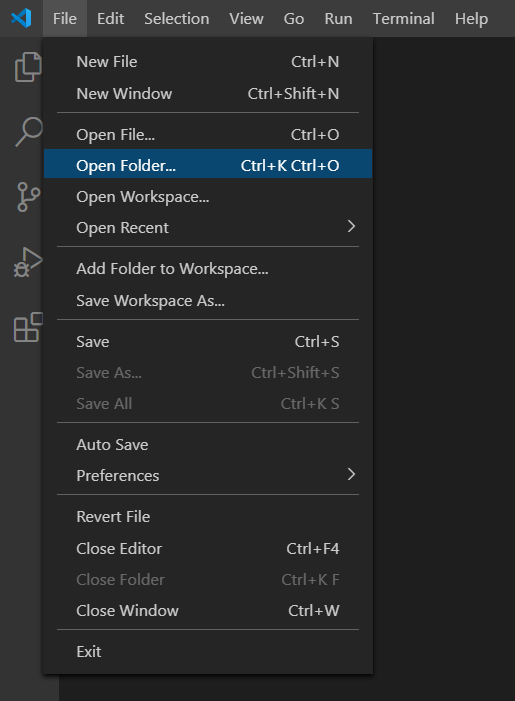 File Edit Selection View Go Run Terminal Help
New File Ctrl+N
New Window Ctrl+Shift+N
Open File... Ctrl+O
Open Folder... Ctrl+K Ctrl+O
Open Workspace...
Open Recent
Add Folder to Workspace...
Save Workspace As...
Save Ctrl+S
Save As... Ctrl+Shift+S
Save All Ctrl+K S
Auto Save
Preferences
Revert File
Close Editor Ctrl+F4
Close Folder Ctrl+K F
Close Window Ctrl+W
Exit